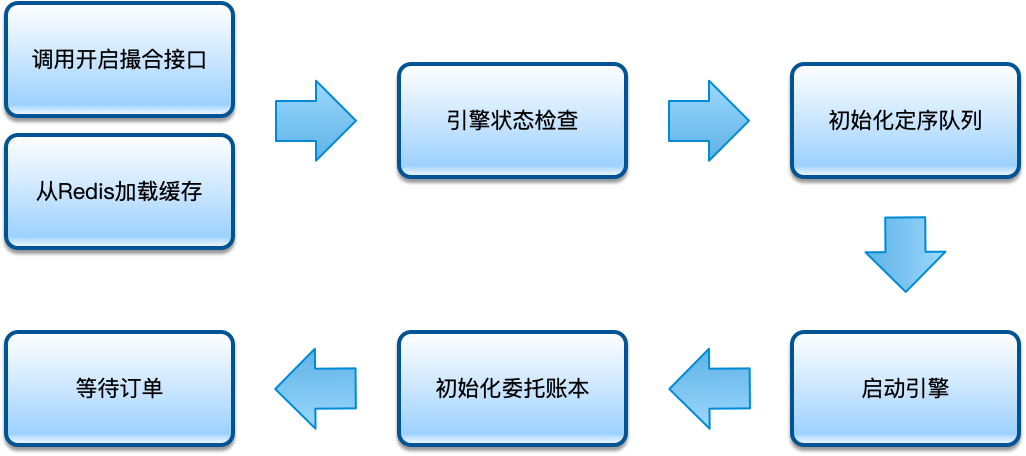 调用开启撮合接口
从Redis加载缓存
引擎状态检查
初始化定序队列
启动引擎
初始化委托账本
等待订单